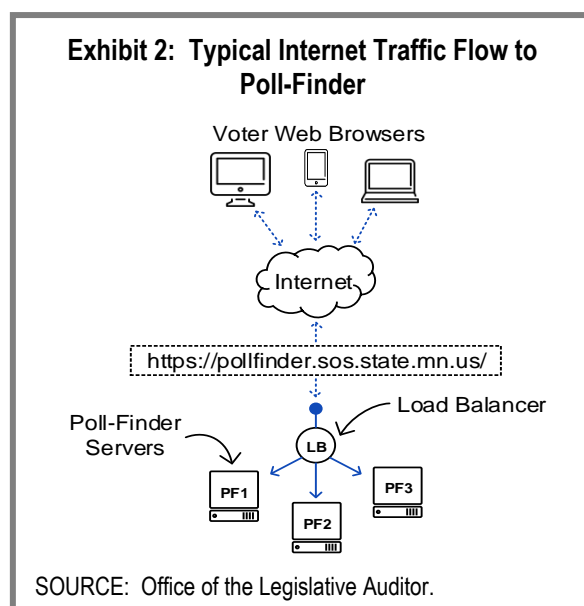 Exhibit 2: Typical Internet Traffic Flow to
Poll-Finder
Voter Web Browsers
Internet
https://pollfinder.sos.state.mn.us/
Load Balancer
Poll-Finder
Servers
LB
PF1
PF2
PF3
SOURCE: Office of the Legislative Auditor.